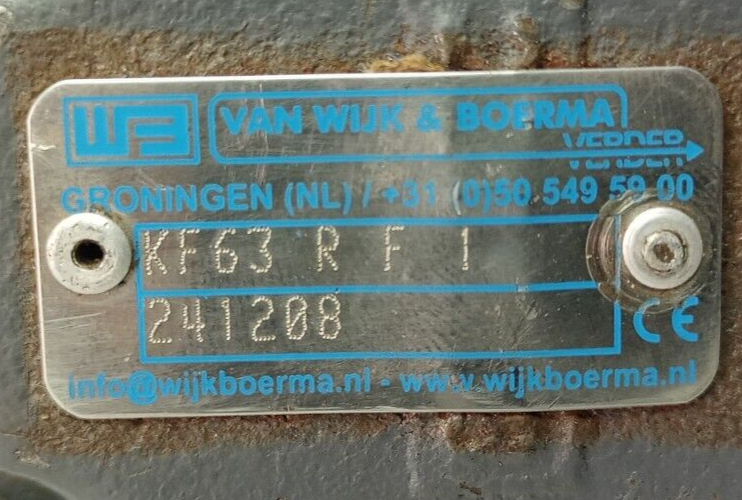 WB VAN WIJK & BOERMA
VERDER
GRONINGEN (NL) / +31 (0)50 549 59 00
KF63 R F 1
241208
CE
info@wijkboerma.nl - www.wijkboerma.nl